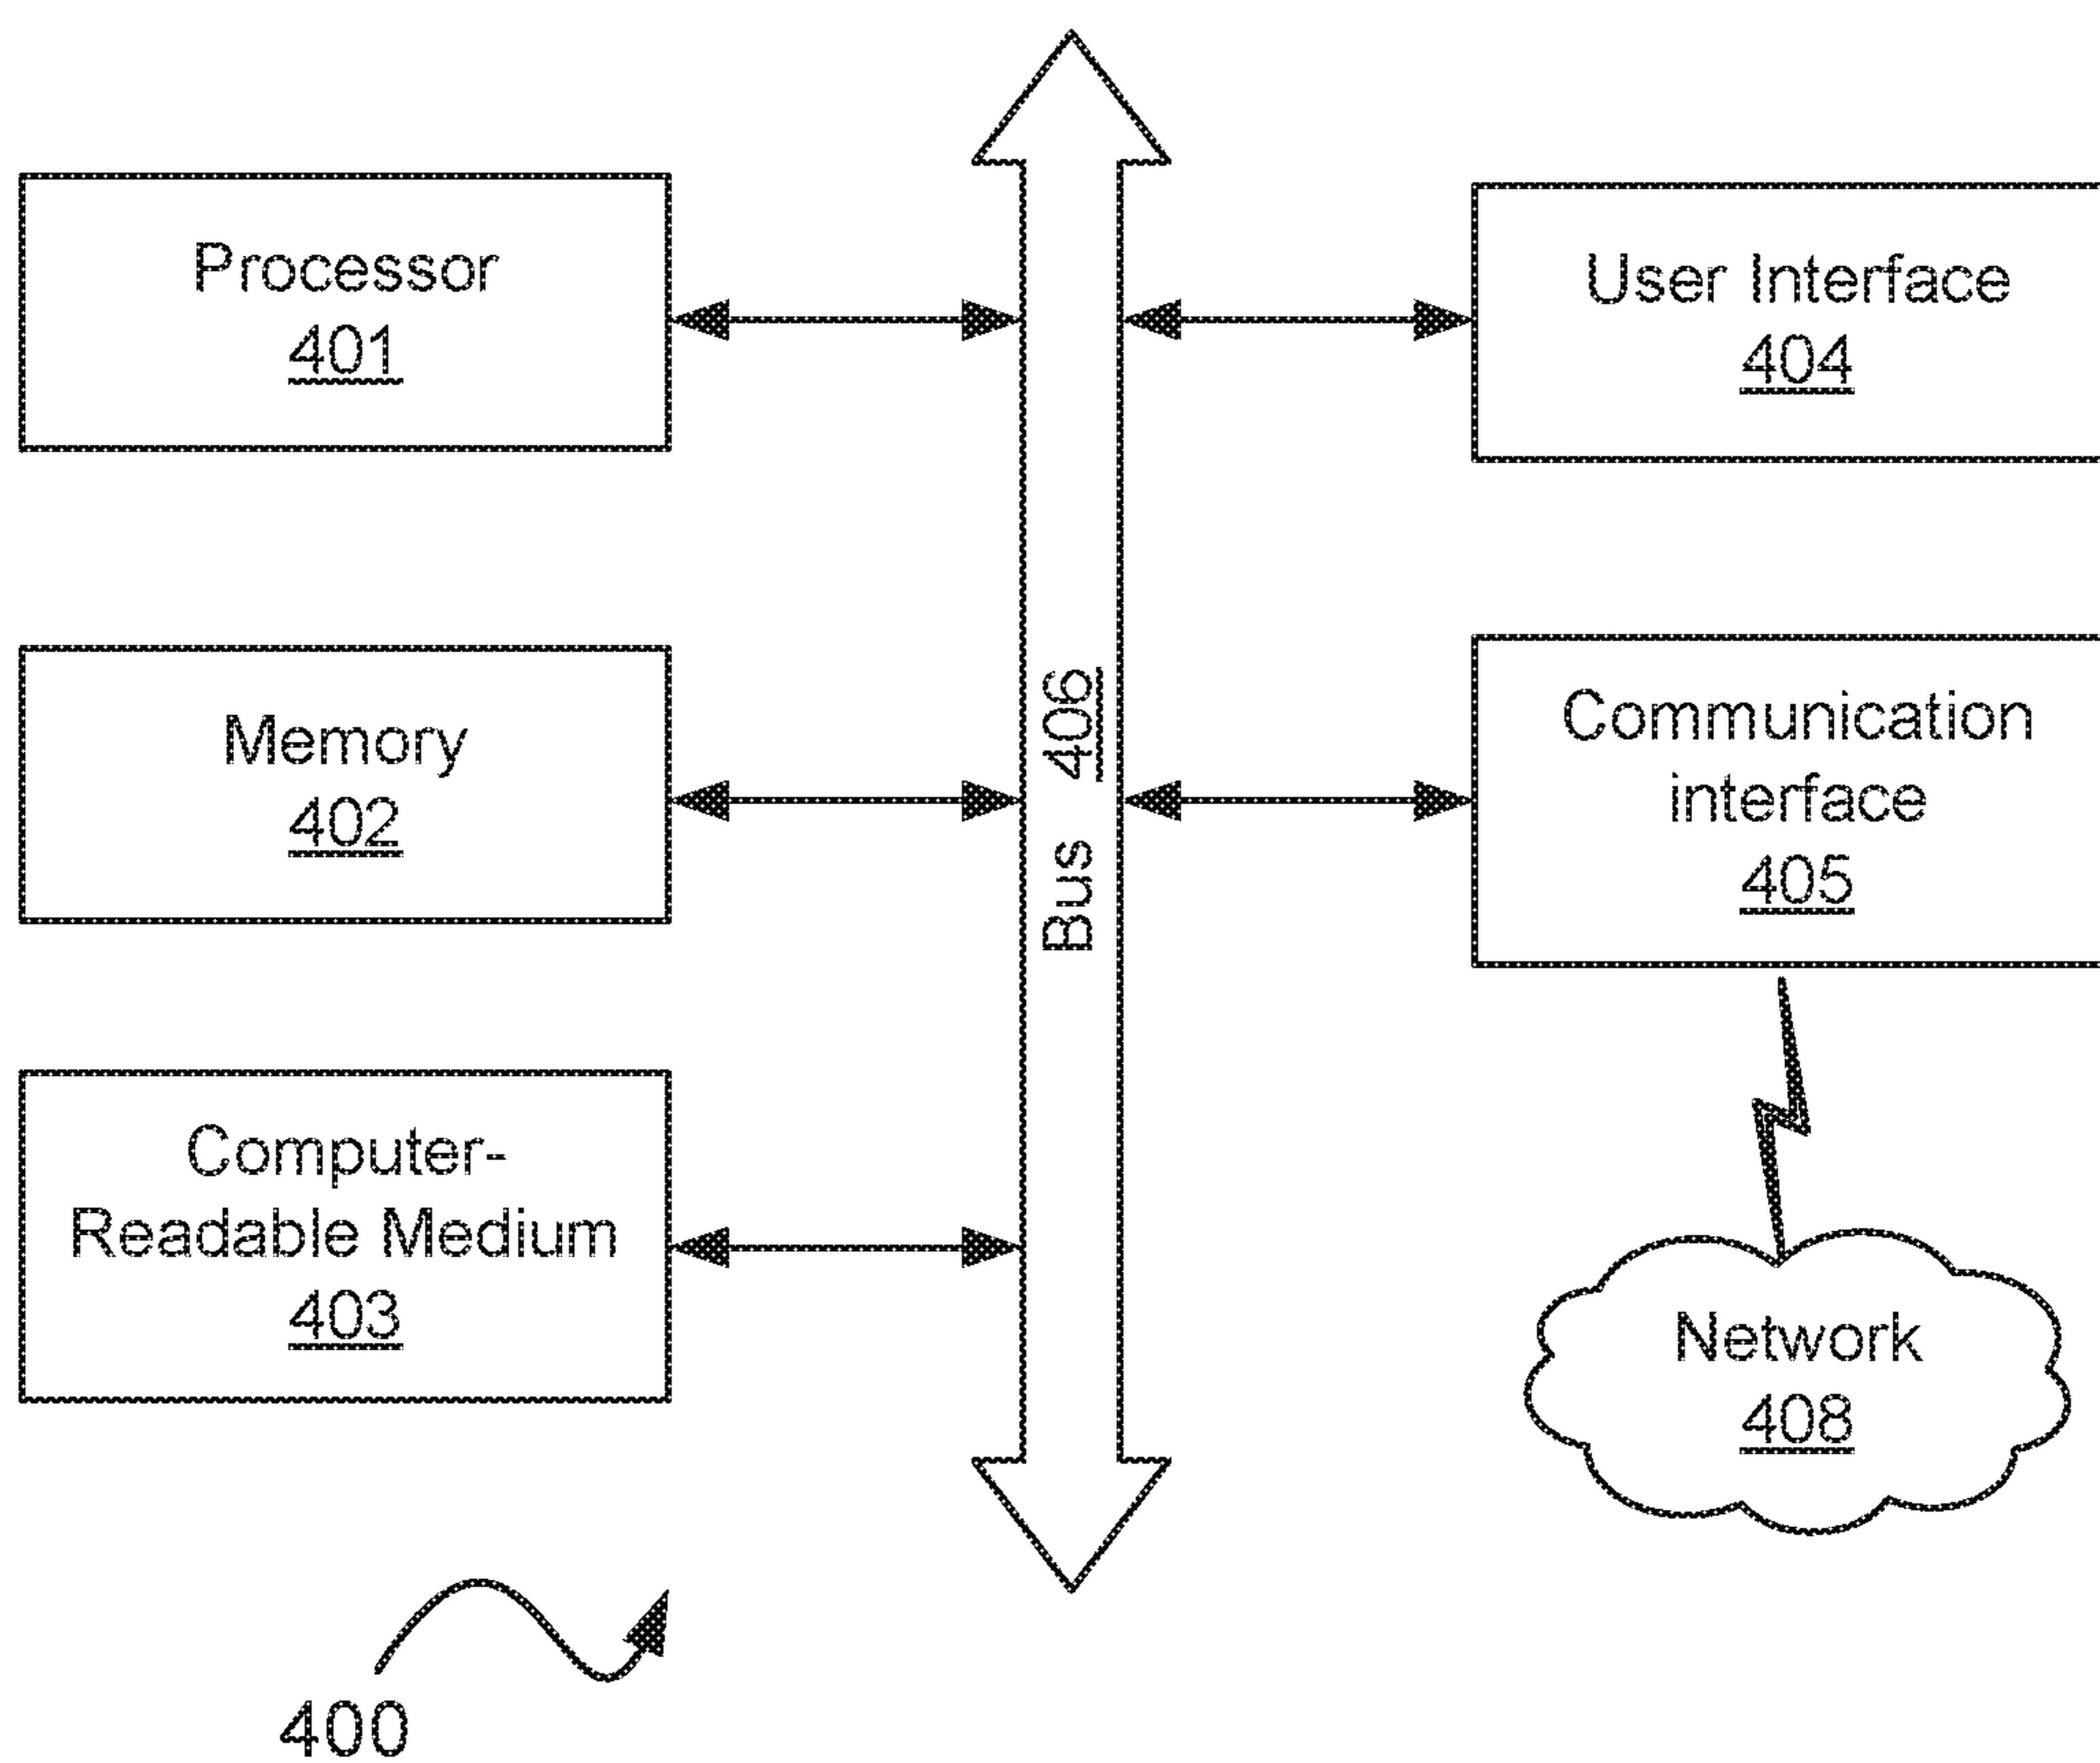 Processor
401
Memory
402
Computer-
Readable Medium
403
Bus 406
User Interface
404
Communication
interface
405
Network
408
400